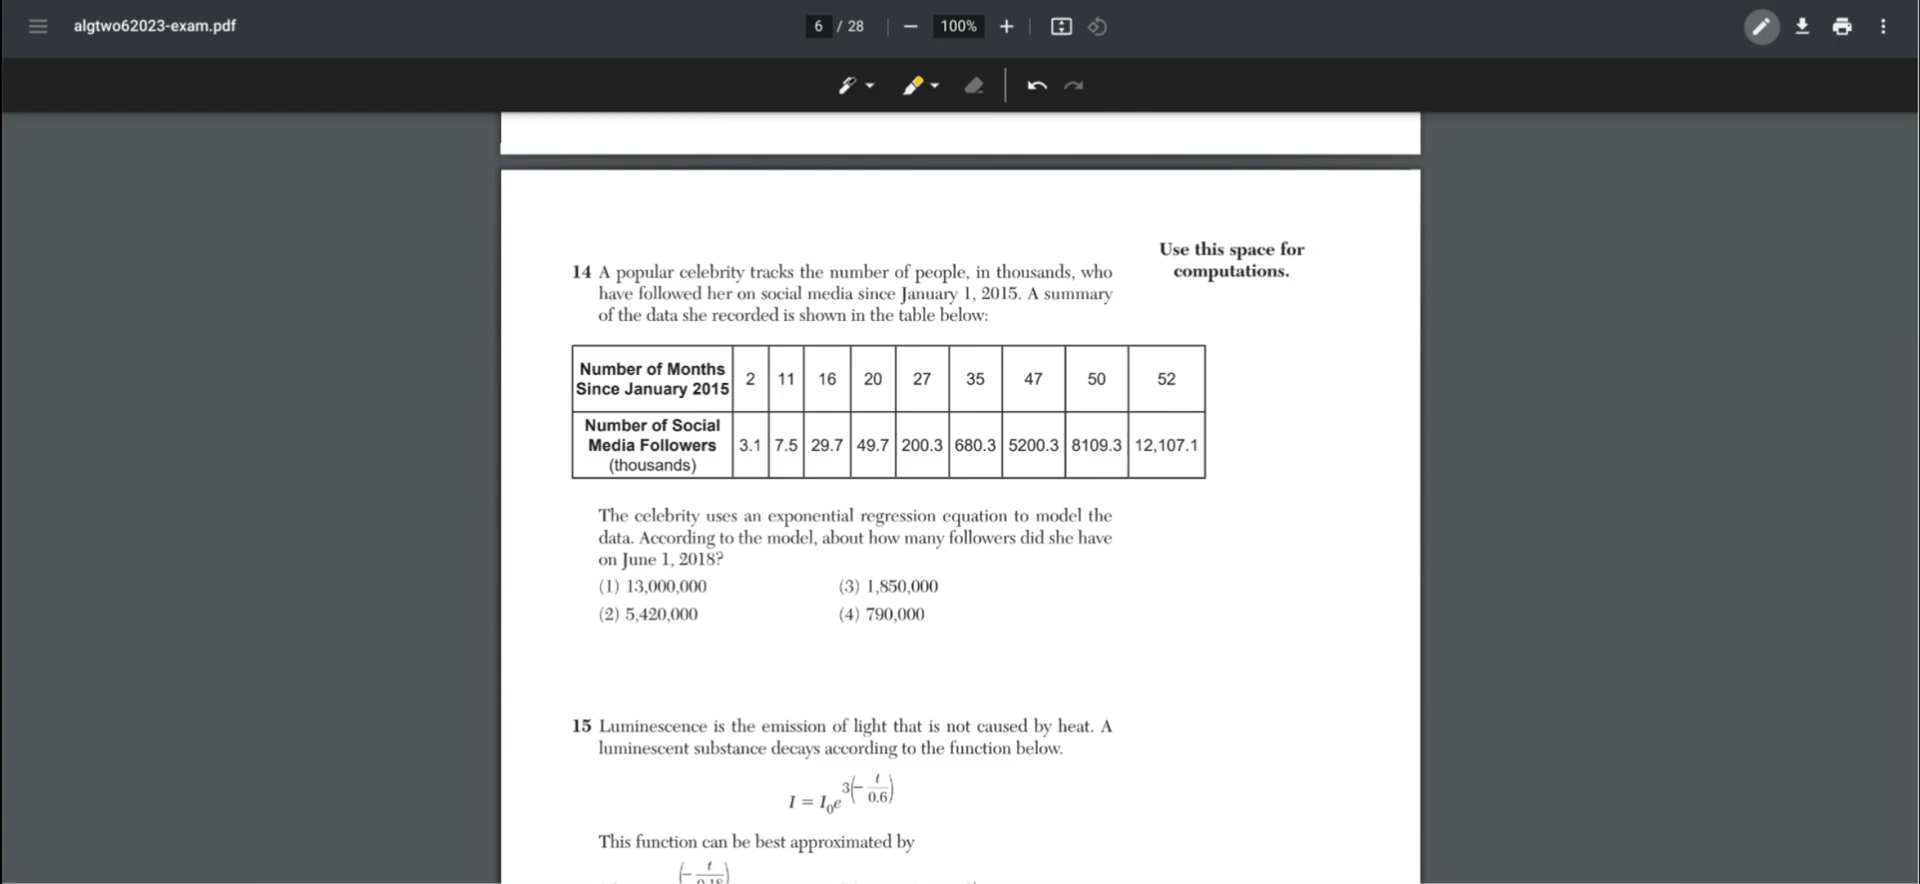 algtwo62023-exam.pdf
6 / 28
100%
Use this space for
computations.
14 A popular celebrity tracks the number of people, in thousands, who
have followed her on social media since January 1, 2015. A summary
of the data she recorded is shown in the table below:
Number of Months
Since January 2015
2 11 16 20 27 35 47 50 52
Number of Social
Media Followers
(thousands)
3.1 7.5 29.7 49.7 200.3 680.3 5200.3 8109.3 12,107.1
The celebrity uses an exponential regression equation to model the
data. According to the model, about how many followers did she have
on June 1, 2018?
(1) 13,000,000 (3) 1,850,000
(2) 5,420,000 (4) 790,000
15 Luminescence is the emission of light that is not caused by heat. A
luminescent substance decays according to the function below.
I = I₀e^3(−t/0.6)
This function can be best approximated by